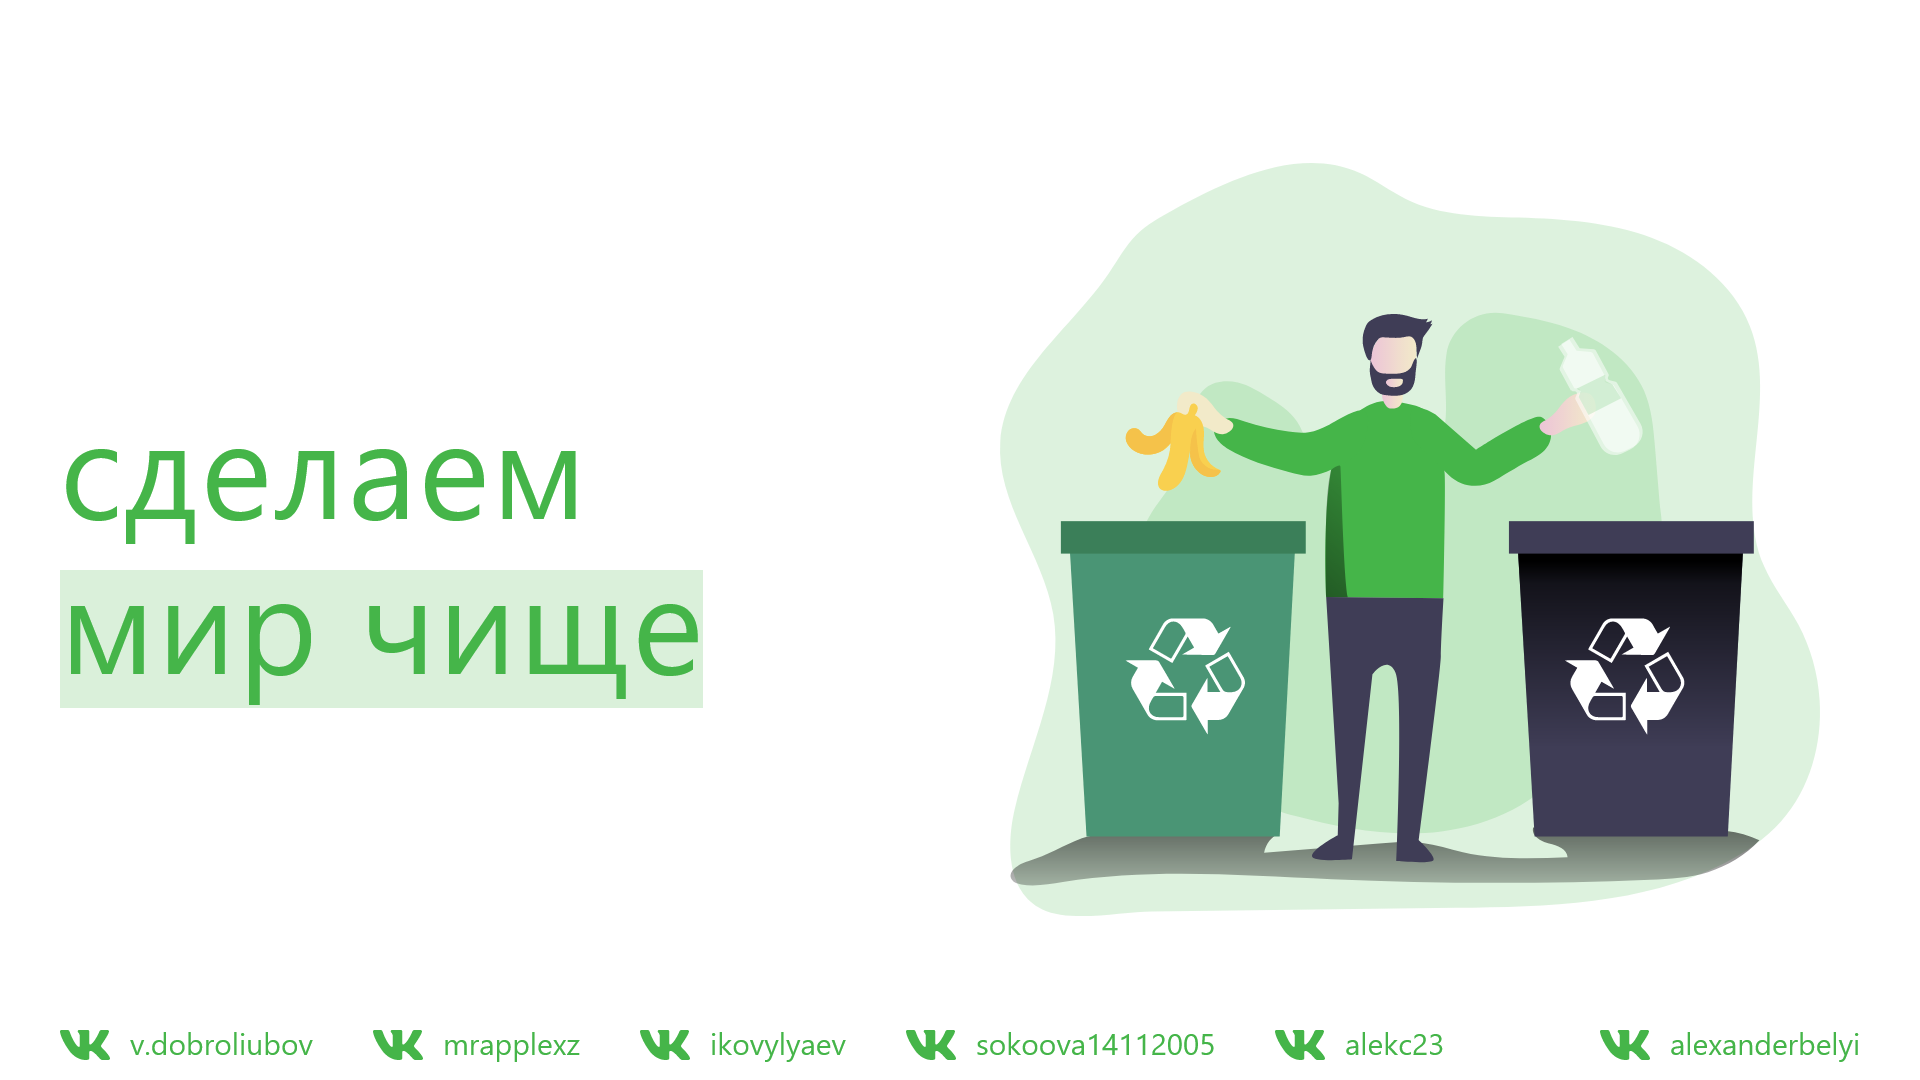 сделаем
мир чище
v.dobroliubov mrapplexz ikovylyaev sokoova14112005 alekc23 alexanderbelyi